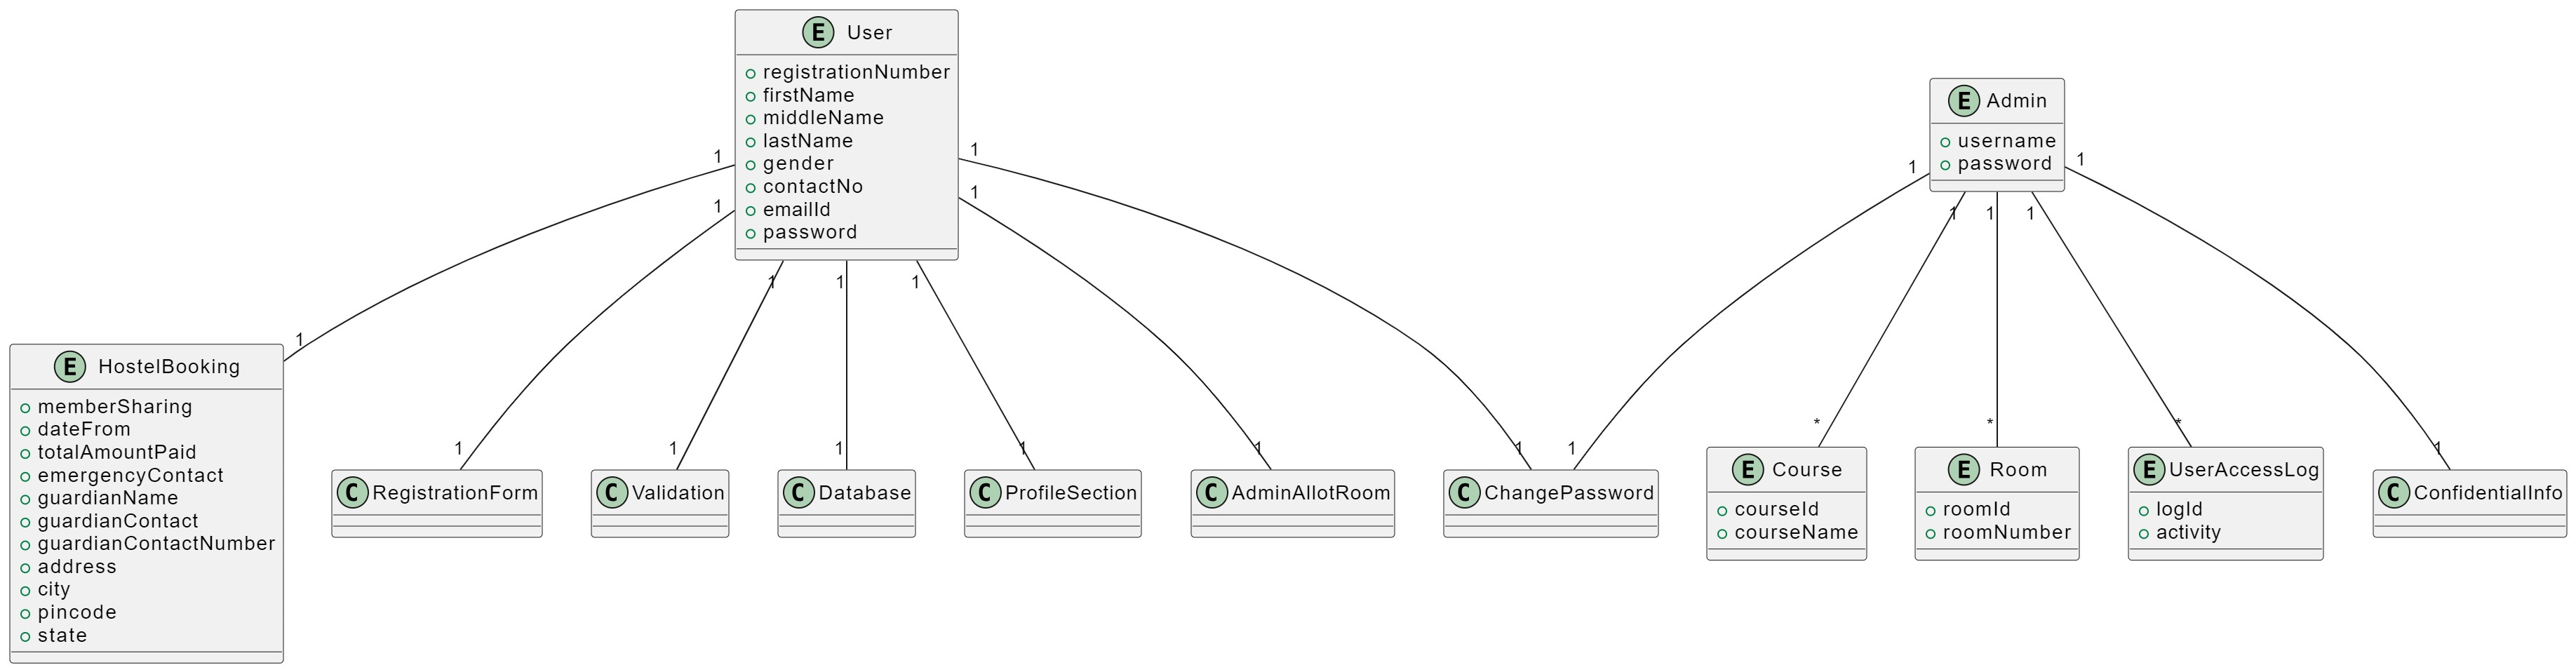 E User
registrationNumber
firstName
middleName
lastName
gender
contactNo
emailId
password
E Admin
username
password
1
1
1
1
1
1
1
1
1
1
1
1
1
E HostelBooking
memberSharing
dateFrom
totalAmountPaid
emergencyContact
guardianName
guardianContact
guardianContactNumber
address
city
pincode
state
1
1
1
1
1
1
1
1
*
*
*
1
C RegistrationForm
C Validation
C Database
C ProfileSection
C AdminAllotRoom
C ChangePassword
E Course
courseId
courseName
E Room
roomId
roomNumber
E UserAccessLog
logId
activity
C ConfidentialInfo